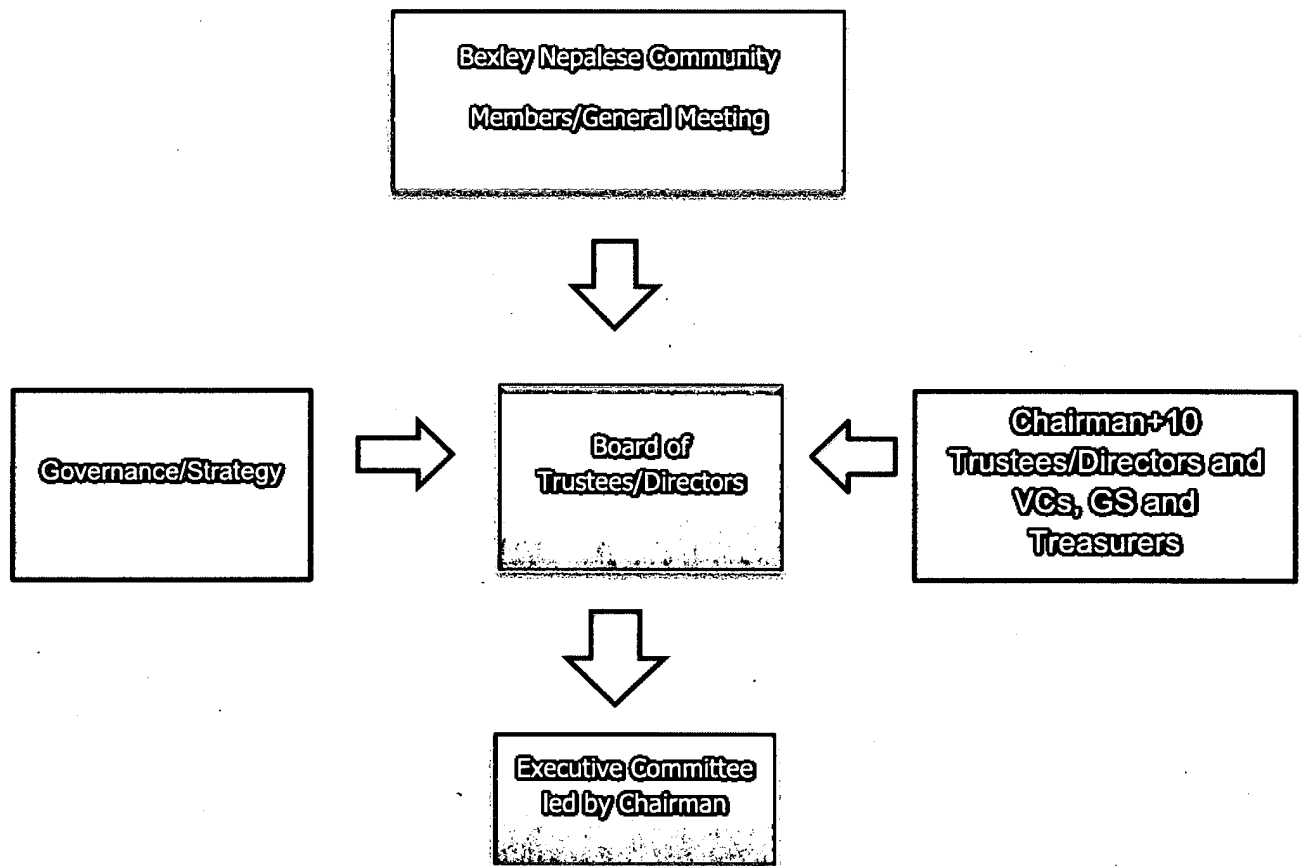 Bexley Nepalese Community
Members/General Meeting
Governance/Strategy
Board of
Trustees/Directors
Chairman+10
Trustees/Directors and
VCs, GS and
Treasurers
Executive Committee
led by Chairman